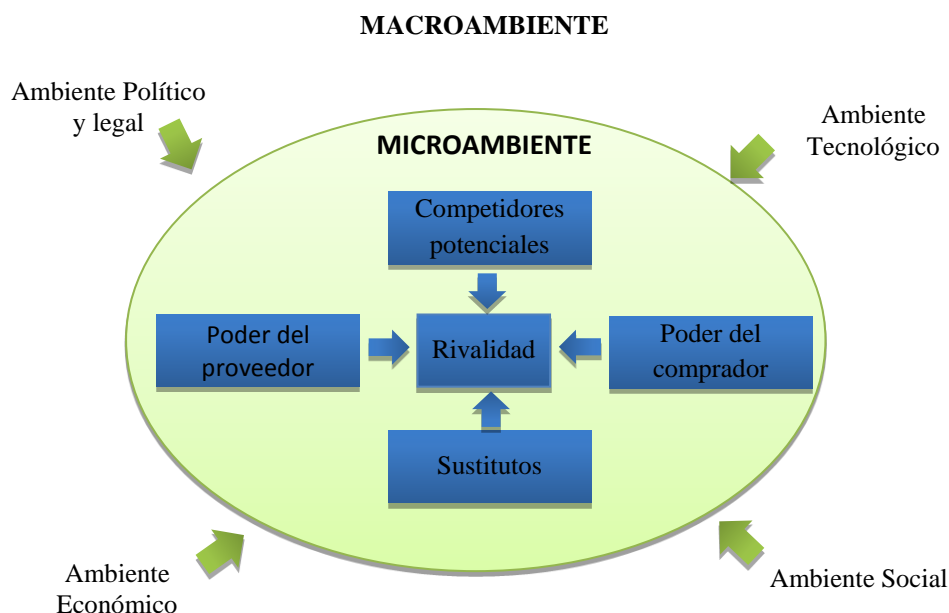 MACROAMBIENTE
Ambiente Político
y legal
Ambiente
Tecnológico
MICROAMBIENTE
Competidores
potenciales
Poder del
proveedor
Rivalidad
Poder del
comprador
Sustitutos
Ambiente
Económico
Ambiente Social